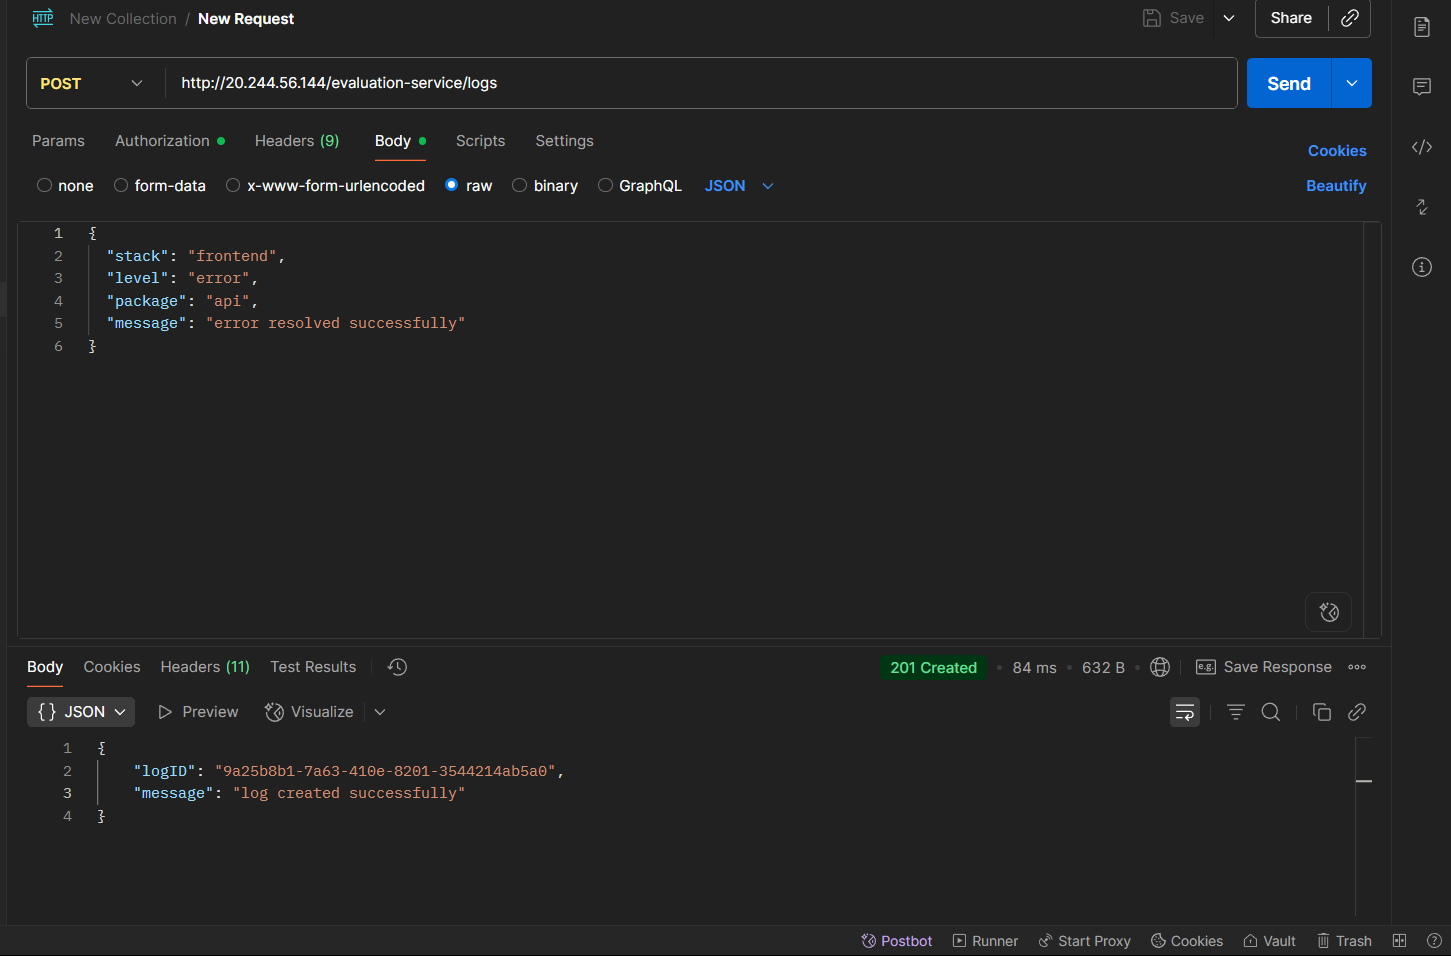 HTTP New Collection / New Request Save Share
POST http://20.244.56.144/evaluation-service/logs Send
Params Authorization Headers (9) Body Scripts Settings Cookies
none form-data x-www-form-urlencoded raw binary GraphQL JSON Beautify
1 {
2 "stack": "frontend",
3 "level": "error",
4 "package": "api",
5 "message": "error resolved successfully"
6 }
Body Cookies Headers (11) Test Results 201 Created • 84 ms • 632 B • e.g. Save Response
{} JSON Preview Visualize
1 {
2 "logID": "9a25b8b1-7a63-410e-8201-3544214ab5a0",
3 "message": "log created successfully"
4 }
Postbot Runner Start Proxy Cookies Vault Trash